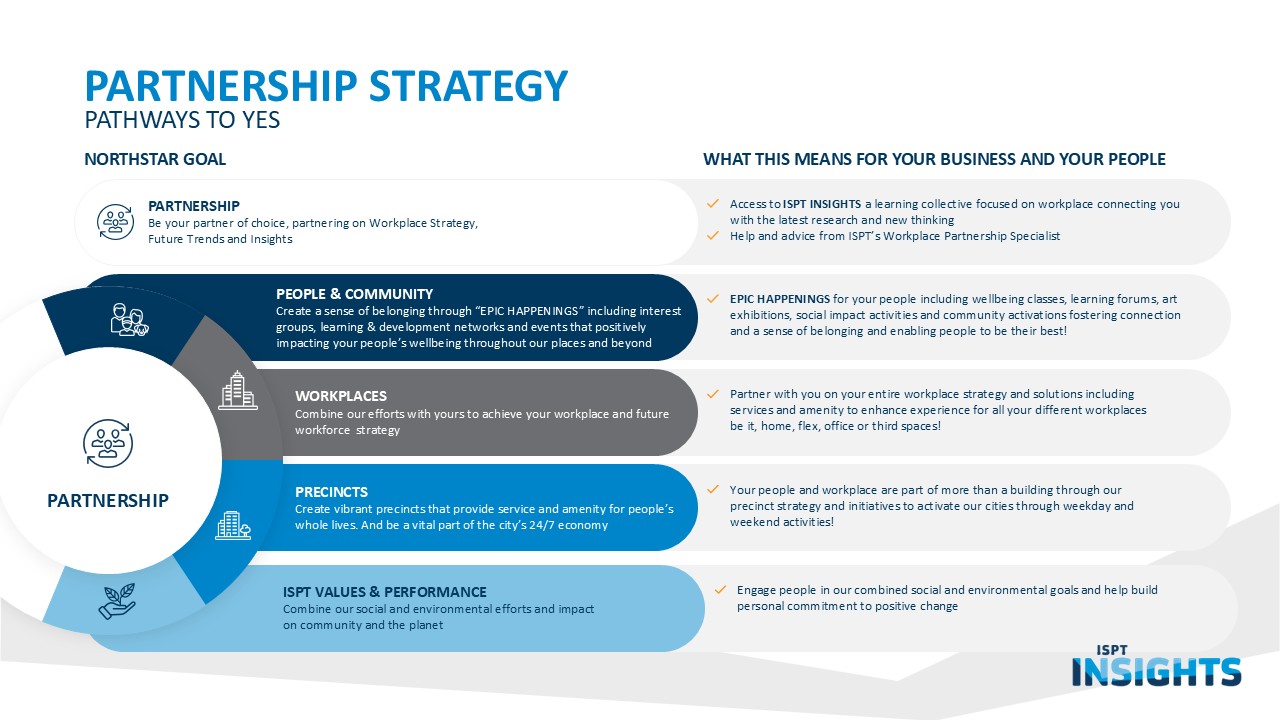 PARTNERSHIP STRATEGY
PATHWAYS TO YES
NORTHSTAR GOAL
WHAT THIS MEANS FOR YOUR BUSINESS AND YOUR PEOPLE
PARTNERSHIP
Be your partner of choice, partnering on Workplace Strategy,
Future Trends and Insights
Access to ISPT INSIGHTS a learning collective focused on workplace connecting you
with the latest research and new thinking
Help and advice from ISPT's Workplace Partnership Specialist
PEOPLE & COMMUNITY
Create a sense of belonging through “EPIC HAPPENINGS” including interest
groups, learning & development networks and events that positively
impacting your people's wellbeing throughout our places and beyond
EPIC HAPPENINGS for your people including wellbeing classes, learning forums, art
exhibitions, social impact activities and community activations fostering connection
and a sense of belonging and enabling people to be their best!
WORKPLACES
Combine our efforts with yours to achieve your workplace and future
workforce strategy
Partner with you on your entire workplace strategy and solutions including
services and amenity to enhance experience for all your different workplaces
be it, home, flex, office or third spaces!
PARTNERSHIP
PRECINCTS
Create vibrant precincts that provide service and amenity for people's
whole lives. And be a vital part of the city's 24/7 economy
Your people and workplace are part of more than a building through our
precinct strategy and initiatives to activate our cities through weekday and
weekend activities!
ISPT VALUES & PERFORMANCE
Combine our social and environmental efforts and impact
on community and the planet
Engage people in our combined social and environmental goals and help build
personal commitment to positive change
ISPT
INSIGHTS